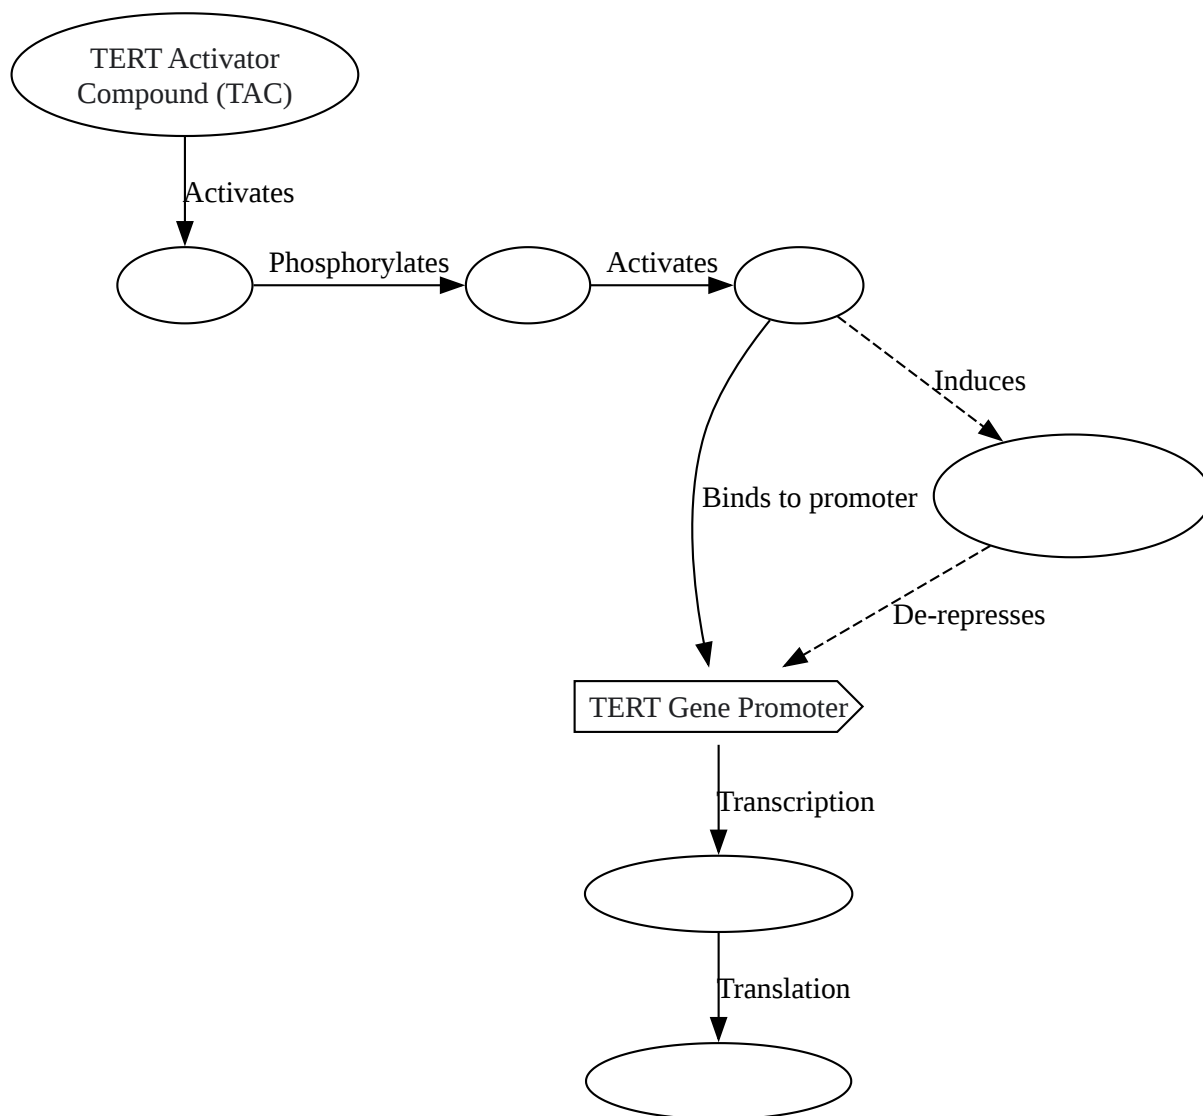 TERT Activator
Compound (TAC)
Activates
Phosphorylates
Activates
Induces
Binds to promoter
De-represses
TERT Gene Promoter
Transcription
Translation